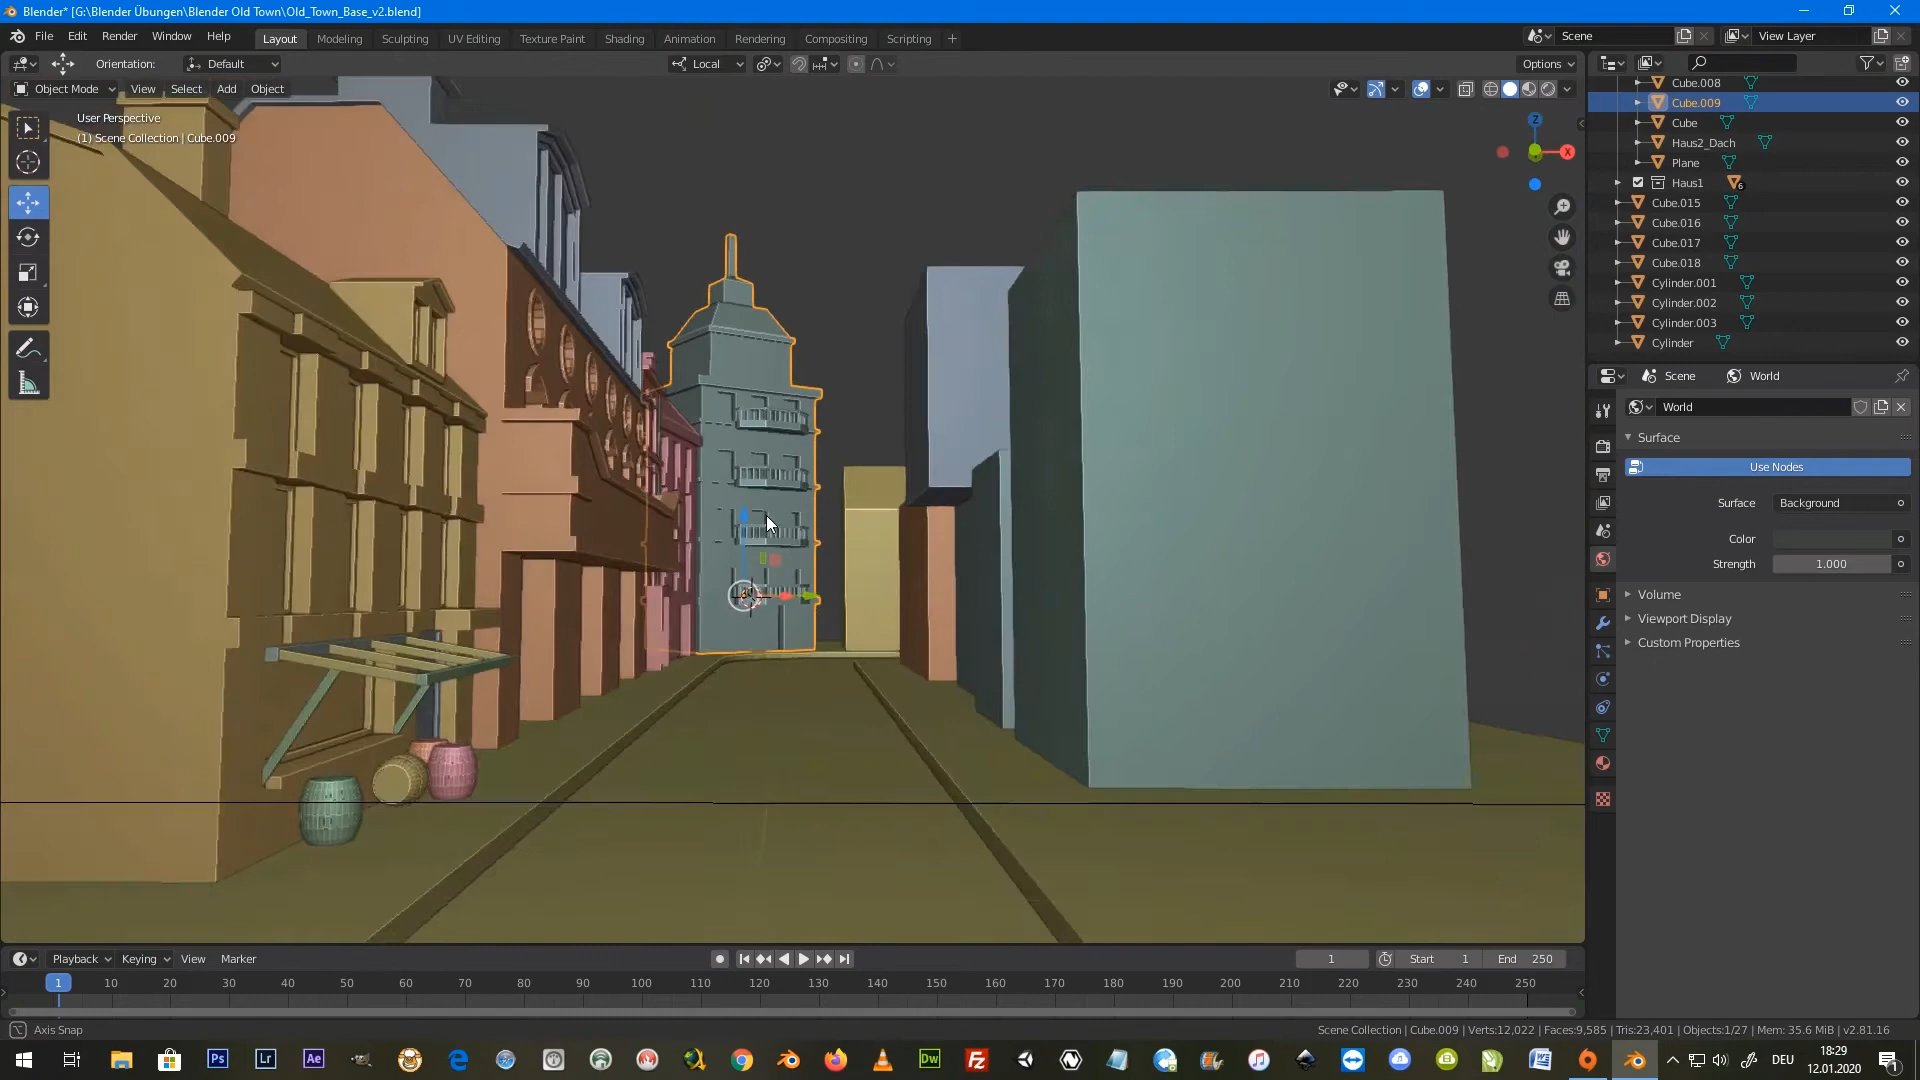 Blender* [G:\Blender Übungen\Blender Old Town\Old_Town_Base_v2.blend]
File Edit Render Window Help
Layout Modeling Sculpting UV Editing Texture Paint Shading Animation Rendering Compositing Scripting +
Scene
View Layer
Orientation: Default
Local
Options
Object Mode View Select Add Object
User Perspective
(1) Scene Collection | Cube.009
Z
X
Cube.008
Cube.009
Cube
Haus2_Dach
Plane
Haus1 6
Cube.015
Cube.016
Cube.017
Cube.018
Cylinder.001
Cylinder.002
Cylinder.003
Cylinder
Scene World
World
Surface
Use Nodes
Surface Background
Color
Strength 1.000
Volume
Viewport Display
Custom Properties
Playback Keying View Marker
1 Start 1 End 250
1 10 20 30 40 50 60 70 80 90 100 110 120 130 140 150 160 170 180 190 200 210 220 230 240 250
Axis Snap
Scene Collection | Cube.009 | Verts:12,022 | Faces:9,585 | Tris:23,401 | Objects:1/27 | Mem: 35.6 MiB | v2.81.16
Ps Lr Ae Dw Fz
DEU
18:29
12.01.2020
1